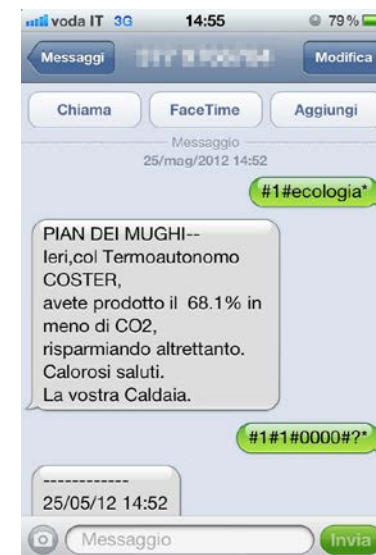 voda IT 3G 14:55 79%
Messaggi Modifica
Chiama FaceTime Aggiungi
Messaggio
25/mag/2012 14:52
#1#ecologia*
PIAN DEI MUGHI--
Ieri,col Termoautonomo
COSTER,
avete prodotto il 68.1% in
meno di CO2,
risparmiando altrettanto.
Calorosi saluti.
La vostra Caldaia.
#1#1#0000#?*
------------
25/05/12 14:52
Messaggio Invia